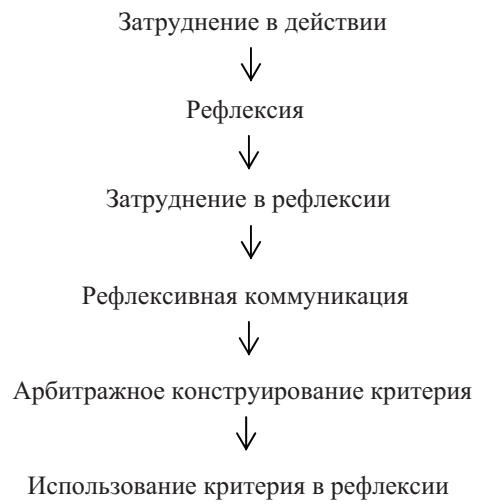 Затруднение в действии
Рефлексия
Затруднение в рефлексии
Рефлексивная коммуникация
Арбитражное конструирование критерия
Использование критерия в рефлексии